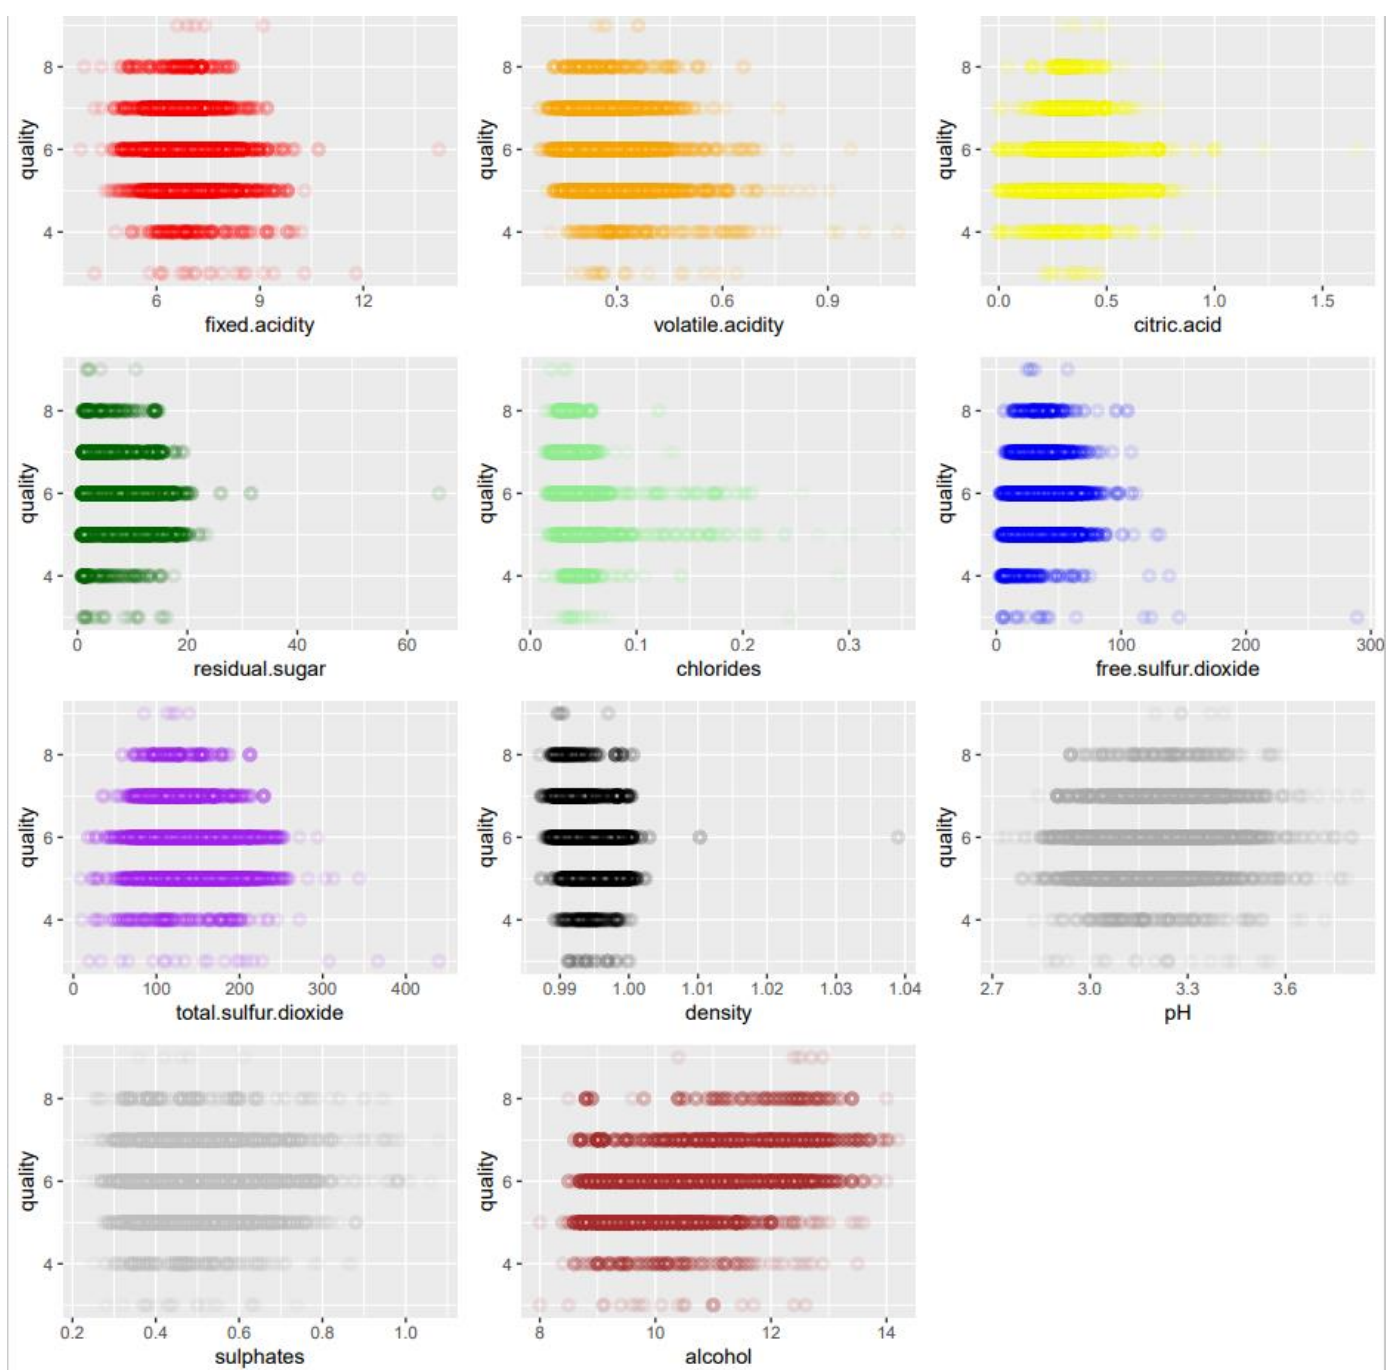 quality
8
6
4
6 9 12
fixed.acidity
quality
8
6
4
0.3 0.6 0.9
volatile.acidity
quality
8
6
4
0.0 0.5 1.0 1.5
citric.acid
quality
8
6
4
0 20 40 60
residual.sugar
quality
8
6
4
0.0 0.1 0.2 0.3
chlorides
quality
8
6
4
0 100 200 300
free.sulfur.dioxide
quality
8
6
4
0 100 200 300 400
total.sulfur.dioxide
quality
8
6
4
0.99 1.00 1.01 1.02 1.03 1.04
density
quality
8
6
4
2.7 3.0 3.3 3.6
pH
quality
8
6
4
0.2 0.4 0.6 0.8 1.0
sulphates
quality
8
6
4
8 10 12 14
alcohol